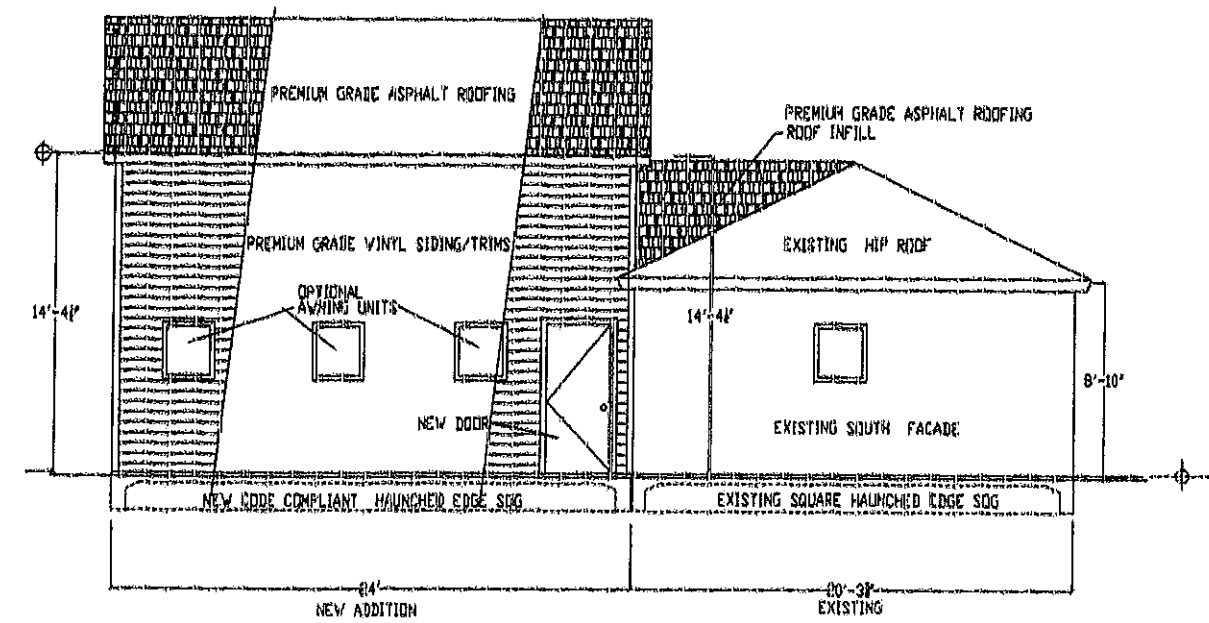 PREMIUM GRADE ASPHALT ROOFING
PREMIUM GRADE ASPHALT ROOFING
ROOF INFILL
PREMIUM GRADE VINYL SIDING/TRIMS
EXISTING HIP ROOF
OPTIONAL
AWNING UNITS
14'-4
14'-4
8'-10"
NEW DOOR
EXISTING SOUTH FACADE
NEW CODE COMPLIANT HAUNCHED EDGE SOG
EXISTING SQUARE HAUNCHED EDGE SOG
24'
NEW ADDITION
20'-3
EXISTING